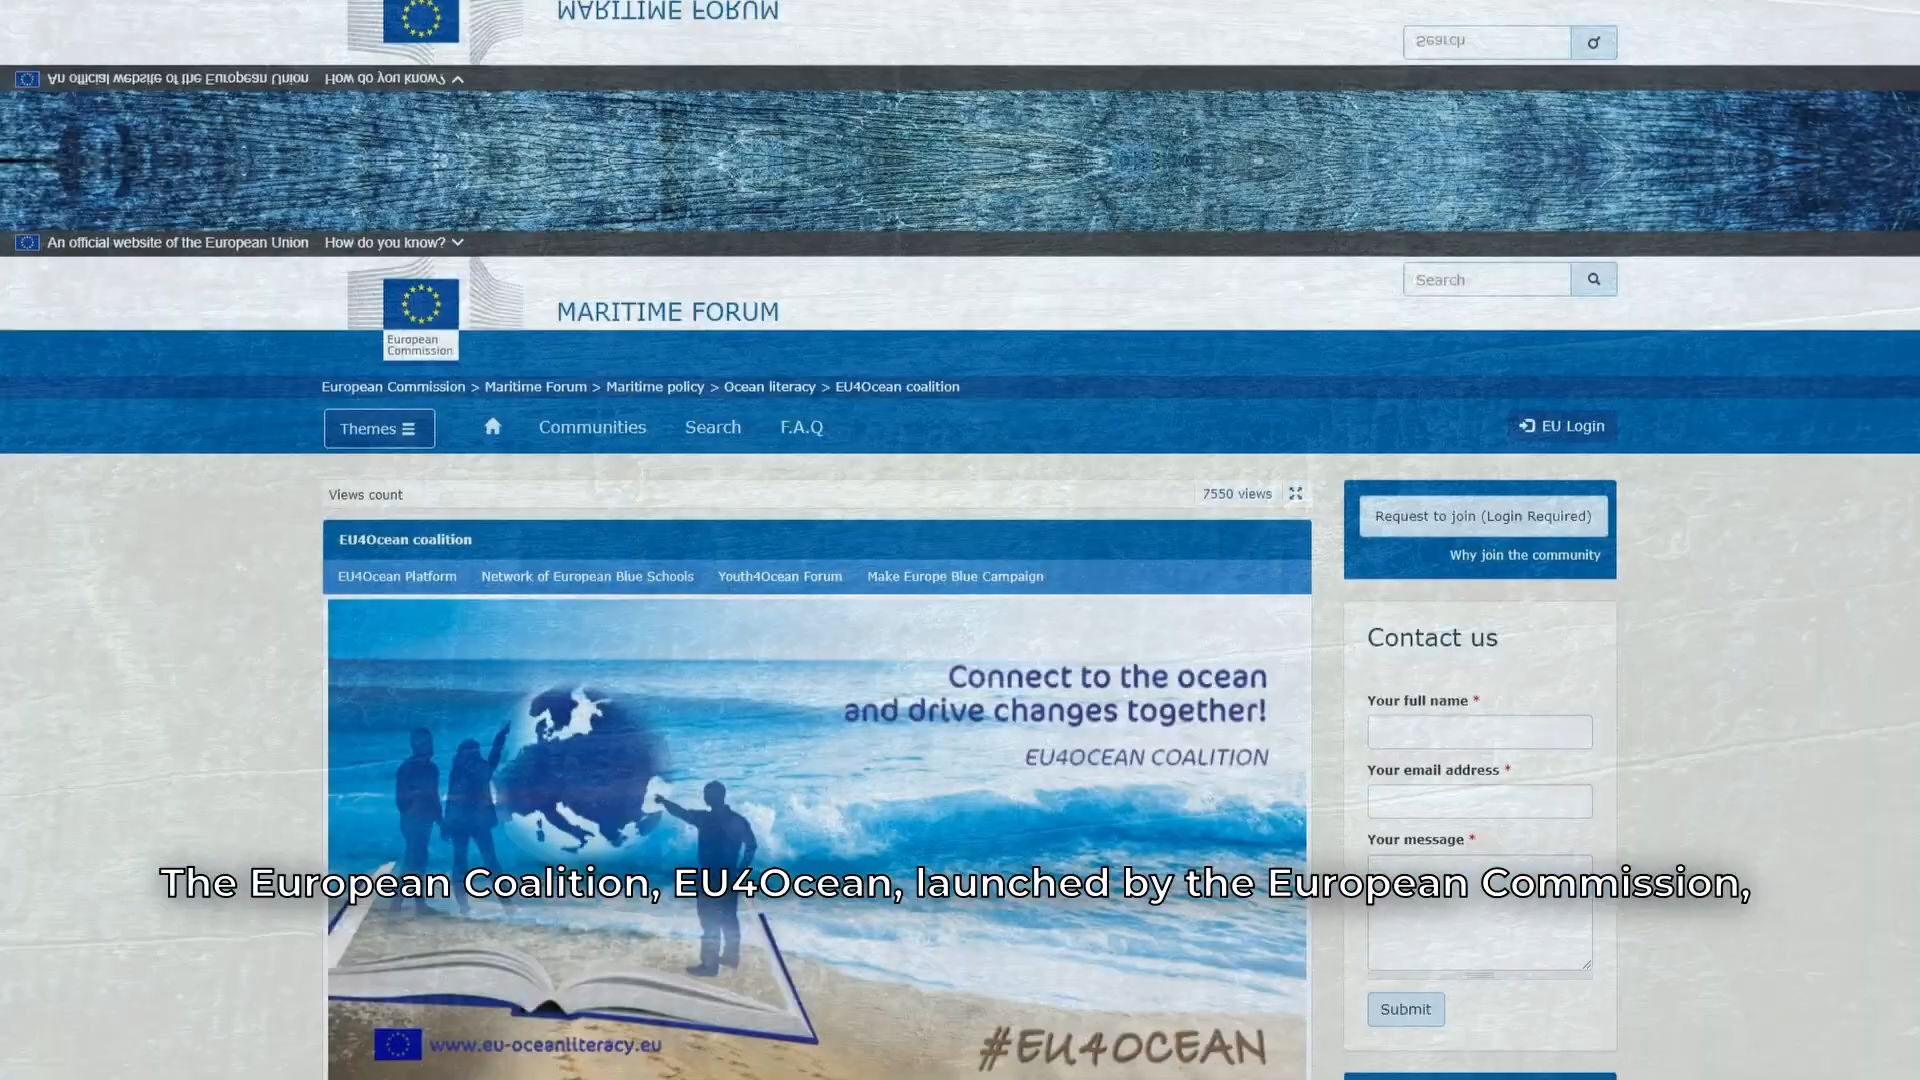 MARITIME FORUM
Search
An official website of the European Union How do you know?
An official website of the European Union How do you know?
Search
MARITIME FORUM
European
Commission
European Commission > Maritime Forum > Maritime policy > Ocean literacy > EU4Ocean coalition
Themes
Communities
Search
F.A.Q
EU Login
Views count
7550 views
Request to join (Login Required)
Why join the community
EU4Ocean coalition
EU4Ocean Platform
Network of European Blue Schools
Youth4Ocean Forum
Make Europe Blue Campaign
Connect to the ocean
and drive changes together!
EU4OCEAN COALITION
Contact us
Your full name *
Your email address *
Your message *
The European Coalition, EU4Ocean, launched by the European Commission,
Submit
www.eu-oceanliteracy.eu
#EU4OCEAN